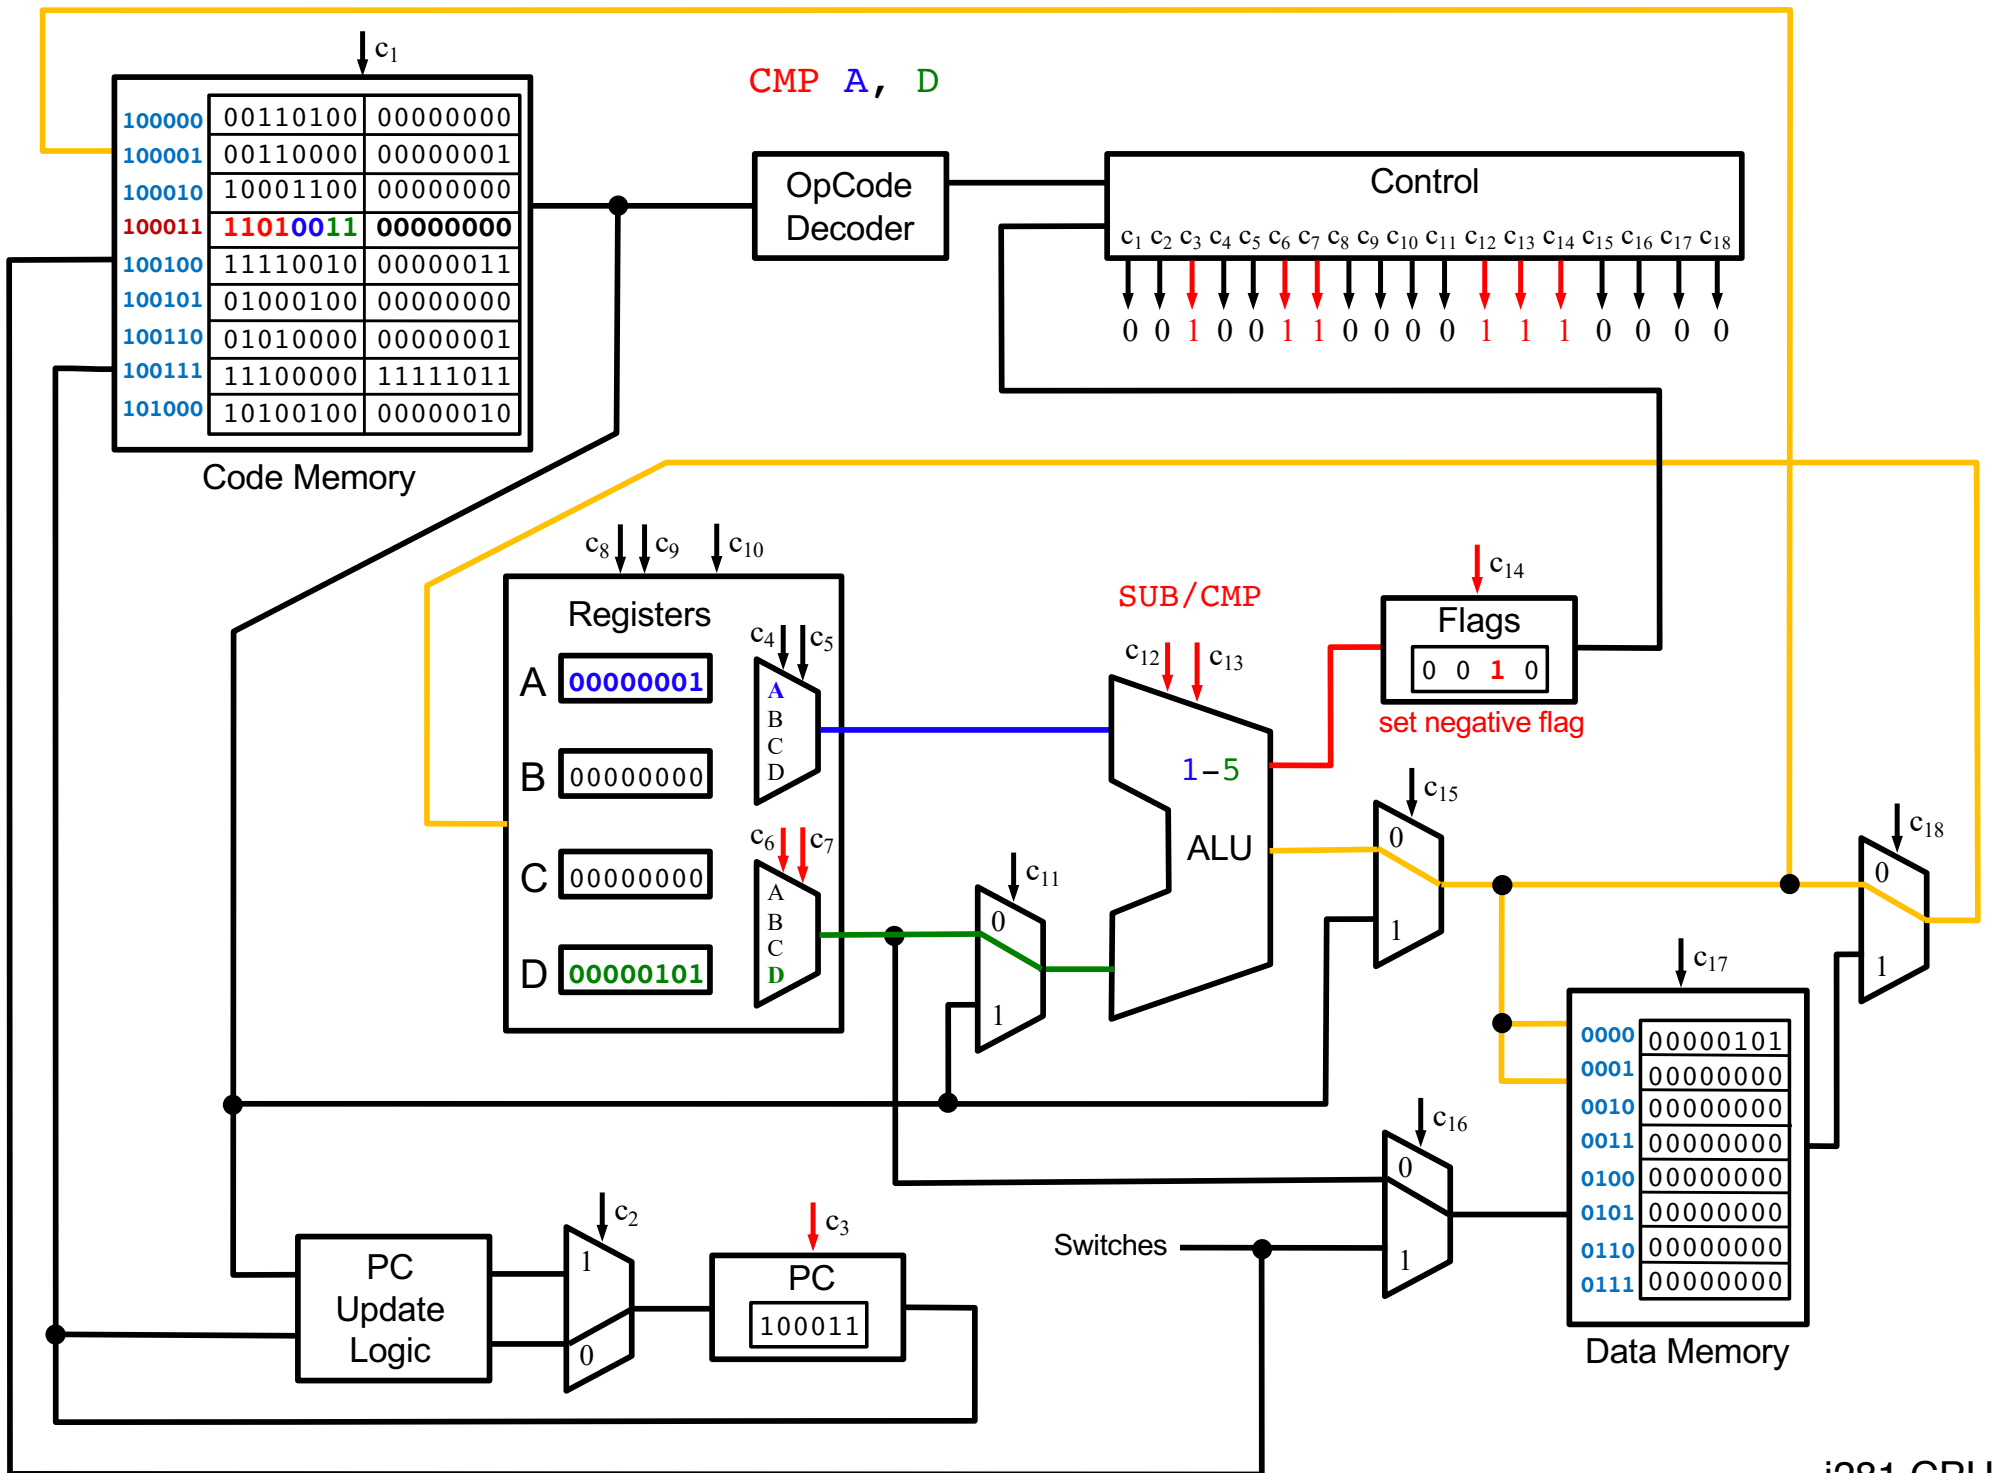 c1
CMP A, D
100000 00110100 00000000
100001 00110000 00000001
100010 10001100 00000000
100011 11010011 00000000
100100 11110010 00000011
100101 01000100 00000000
100110 01010000 00000001
100111 11100000 11111011
101000 10100100 00000010
Code Memory
OpCode
Decoder
Control
c1 c2 c3 c4 c5 c6 c7 c8 c9 c10 c11 c12 c13 c14 c15 c16 c17 c18
0 0 1 0 0 1 1 0 0 0 0 1 1 1 0 0 0 0
c8 c9 c10
Registers
A 00000001
B 00000000
C 00000000
D 00000101
c4 c5
A
B
C
D
c6 c7
A
B
C
D
c11
0
1
SUB/CMP
c12 c13
1-5
ALU
c14
Flags
0 0 1 0
set negative flag
c15
0
1
c18
0
1
c17
0000 00000101
0001 00000000
0010 00000000
0011 00000000
0100 00000000
0101 00000000
0110 00000000
0111 00000000
Data Memory
c16
0
1
Switches
PC
Update
Logic
c2
1
0
c3
PC
100011
i281 CPU